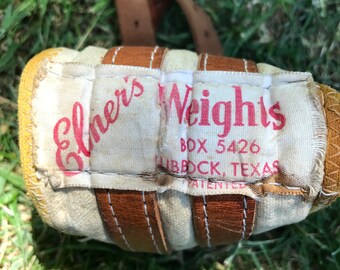 Elmer's Weights
BOX 5426
LUBBOCK, TEXAS
PATENTED